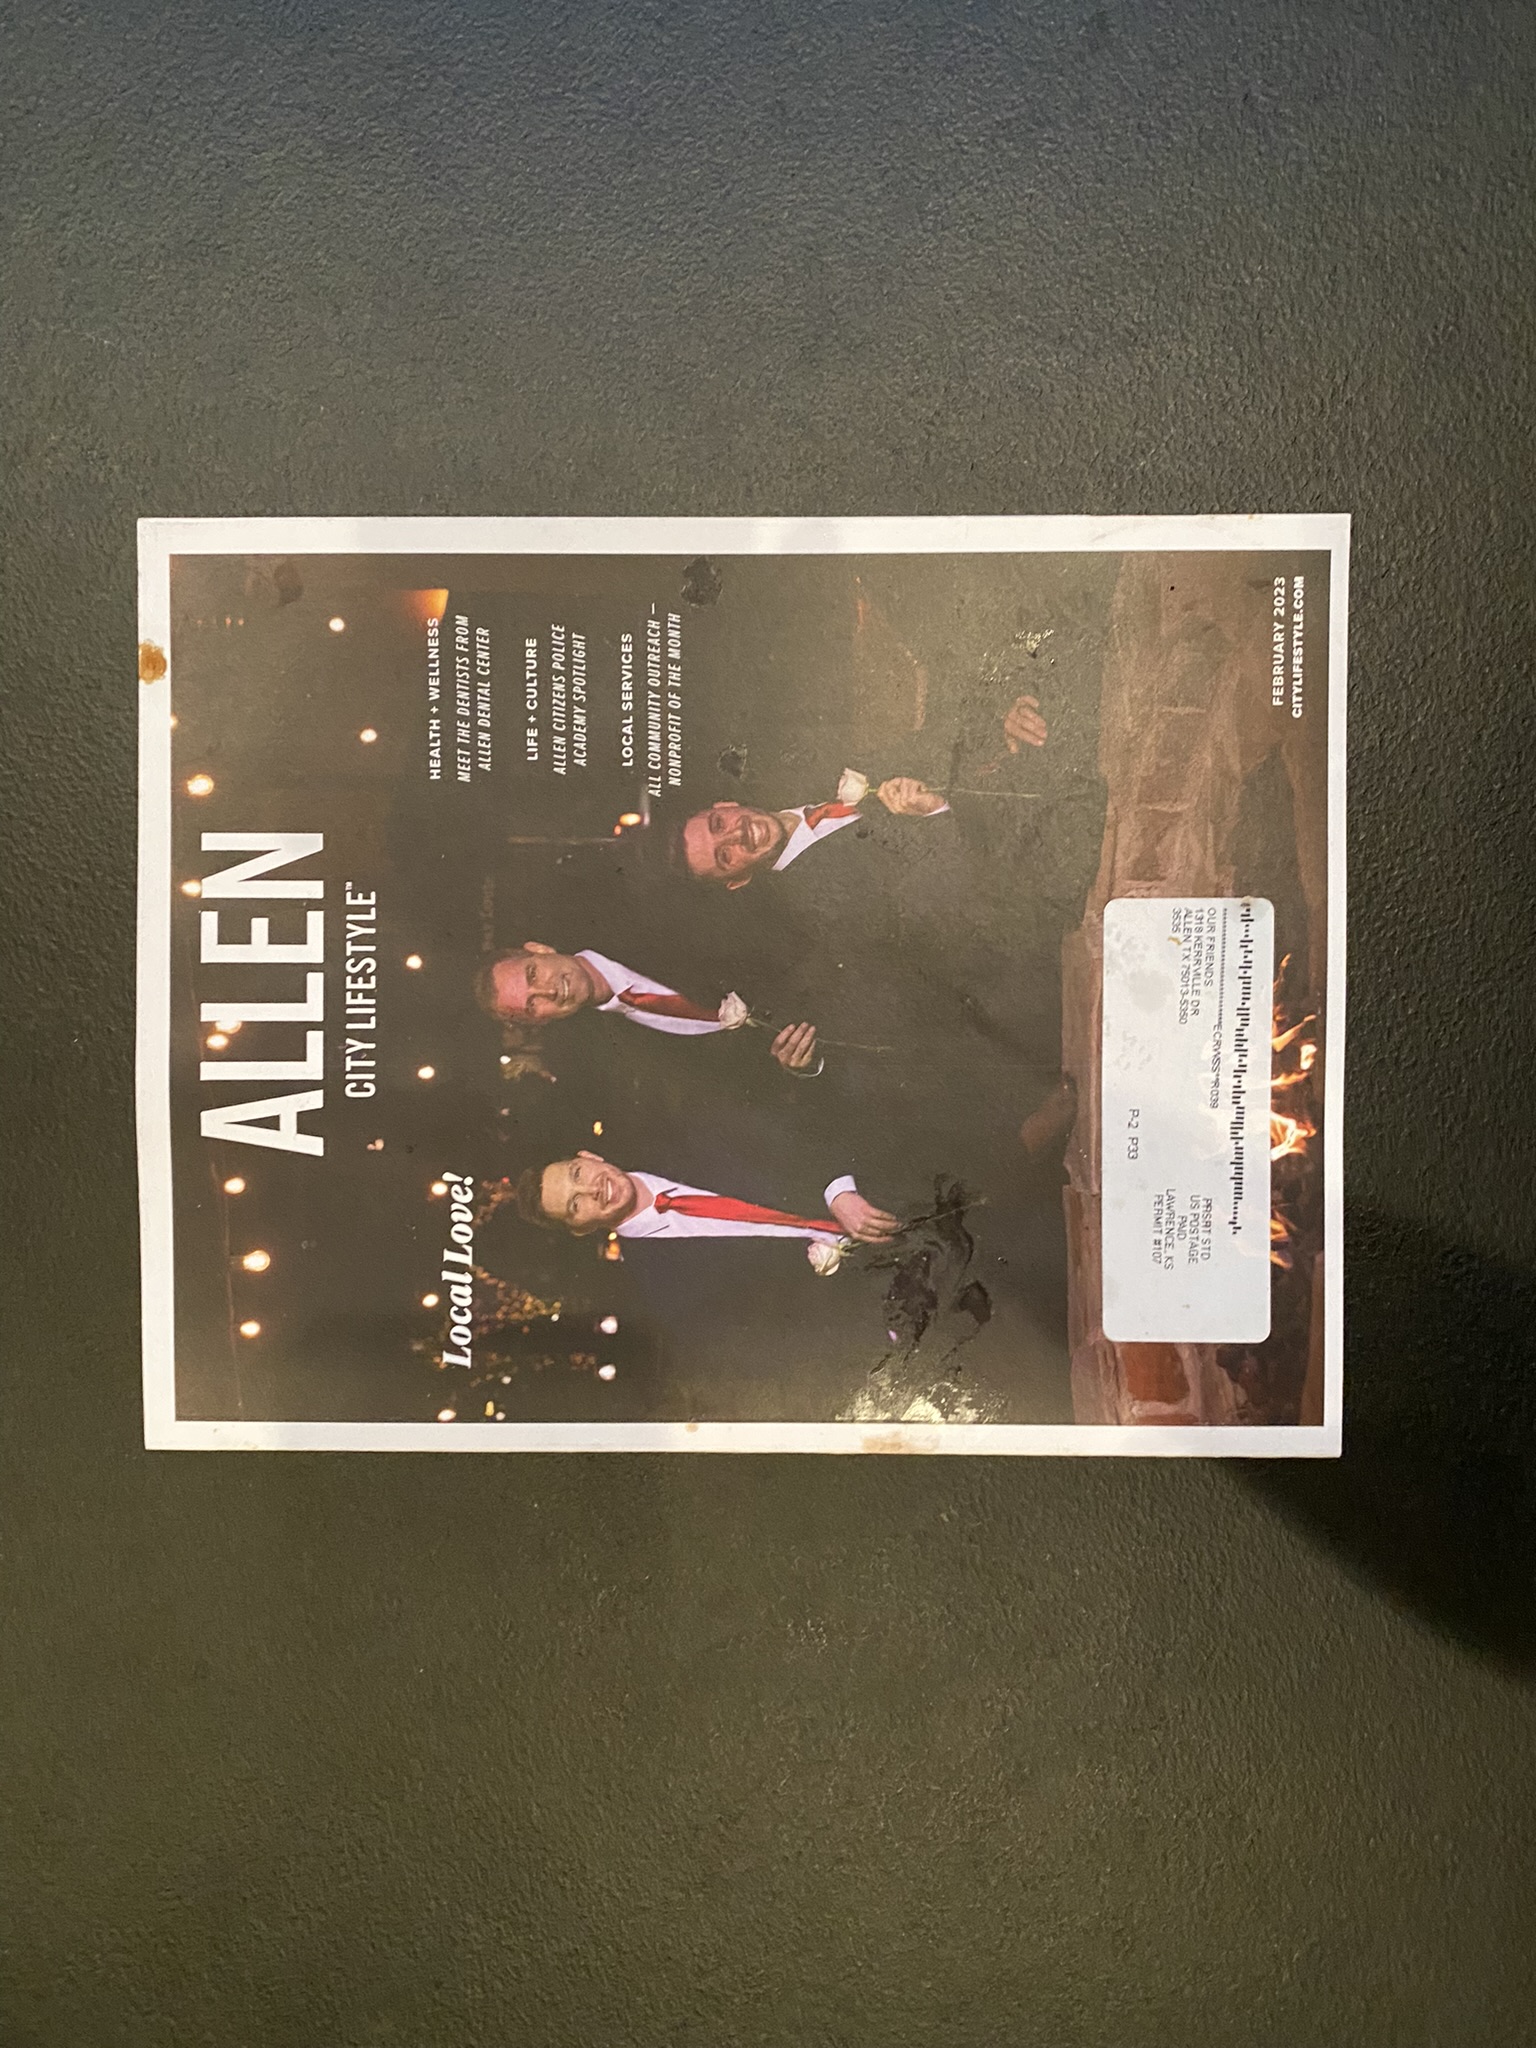 ALLEN
CITY LIFESTYLE™
Local Love!
HEALTH + WELLNESS
MEET THE DENTISTS FROM
ALLEN DENTAL CENTER
LIFE + CULTURE
ALLEN CITIZENS POLICE
ACADEMY SPOTLIGHT
LOCAL SERVICES
ALL COMMUNITY OUTREACH –
NONPROFIT OF THE MONTH
ECRWSS**R039
OUR FRIENDS
1318 KERRVILLE DR
ALLEN TX 75013-5350
3635
P-2 P33
PRSRT STD
US POSTAGE
PAID
LAWRENCE, KS
PERMIT #107
FEBRUARY 2023
CITYLIFESTYLE.COM